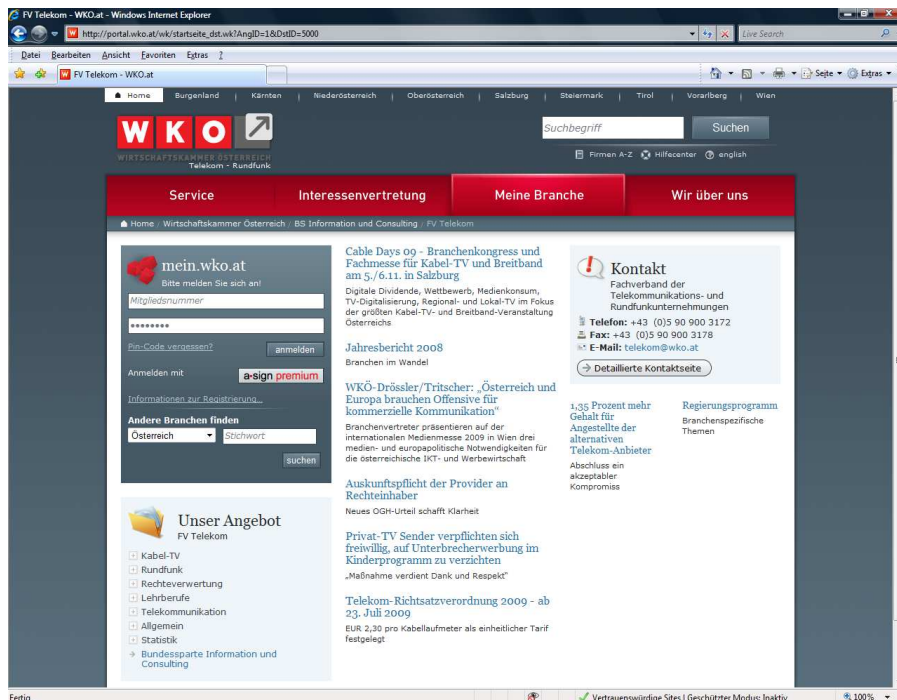 FV Telekom - WKO.at - Windows Internet Explorer
http://portal.wko.at/wk/startseite_dst.wk?AngID=1&DstID=5000
Live Search
Datei Bearbeiten Ansicht Favoriten Extras ?
FV Telekom - WKO.at
Seite Extras
Home Burgenland | Kärnten | Niederösterreich | Oberösterreich | Salzburg | Steiermark | Tirol | Vorarlberg | Wien
WKO
WIRTSCHAFTSKAMMER ÖSTERREICH
Telekom - Rundfunk
Suchbegriff Suchen
Firmen A-Z Hilfecenter english
Service Interessenvertretung Meine Branche Wir über uns
Home / Wirtschaftskammer Österreich / BS Information und Consulting / FV Telekom
mein.wko.at
Bitte melden Sie sich an!
Mitgliedsnummer
••••••••
Pin-Code vergessen? anmelden
Anmelden mit a-sign premium
Informationen zur Registrierung...
Andere Branchen finden
Österreich Stichwort
suchen
Unser Angebot
FV Telekom
Kabel-TV
Rundfunk
Rechteverwertung
Lehrberufe
Telekommunikation
Allgemein
Statistik
Bundessparte Information und
Consulting
Cable Days 09 - Branchenkongress und
Fachmesse für Kabel-TV und Breitband
am 5./6.11. in Salzburg
Digitale Dividende, Wettbewerb, Medienkonsum,
TV-Digitalisierung, Regional- und Lokal-TV im Fokus
der größten Kabel-TV- und Breitband-Veranstaltung
Österreichs
Jahresbericht 2008
Branchen im Wandel
WKÖ-Drössler/Tritscher: „Österreich und
Europa brauchen Offensive für
kommerzielle Kommunikation“
Branchenvertreter präsentieren auf der
internationalen Medienmesse 2009 in Wien drei
medien- und europapolitische Notwendigkeiten für
die österreichische IKT- und Werbewirtschaft
Auskunftspflicht der Provider an
Rechteinhaber
Neues OGH-Urteil schafft Klarheit
Privat-TV Sender verpflichten sich
freiwillig, auf Unterbrecherwerbung im
Kinderprogramm zu
verzichten
„Maßnahme verdient Dank und Respekt“
Telekom-Richtsatzverordnung 2009 - ab
23. Juli 2009
EUR 2,30 pro Kabellaufmeter als einheitlicher Tarif
festgelegt
Kontakt
Fachverband der
Telekommunikations- und
Rundfunkunternehmungen
Telefon: +43 (0)5 90 900 3172
Fax: +43 (0)5 90 900 3178
E-Mail: telekom@wko.at
Detaillierte Kontaktseite
1,35 Prozent mehr
Gehalt für
Angestellte der
alternativen
Telekom-Anbieter
Abschluss ein
akzeptabler
Kompromiss
Regierungsprogramm
Branchenspezifische
Themen
Fertig Vertrauenswürdige Sites | Geschützter Modus: Inaktiv 100%